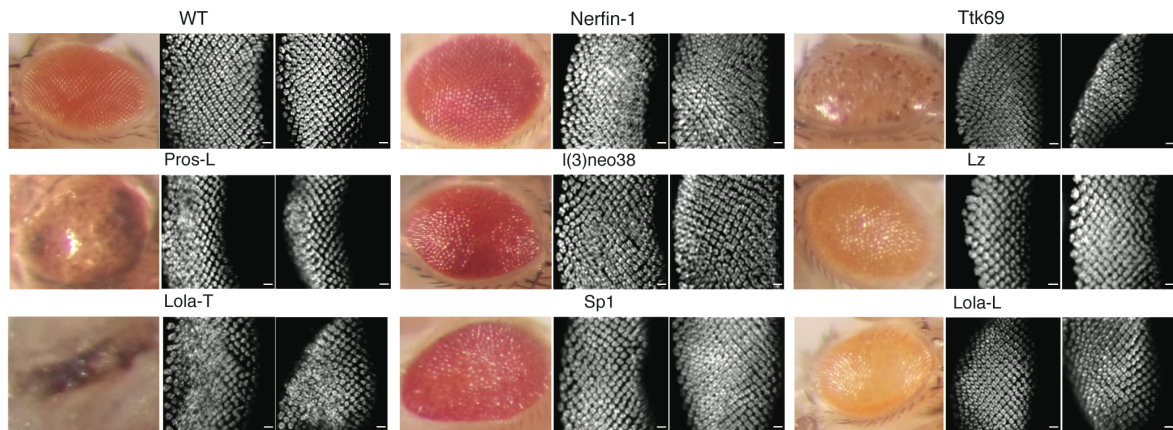 WT Nerfin-1 Ttk69
Pros-L l(3)neo38 Lz
Lola-T Sp1 Lola-L